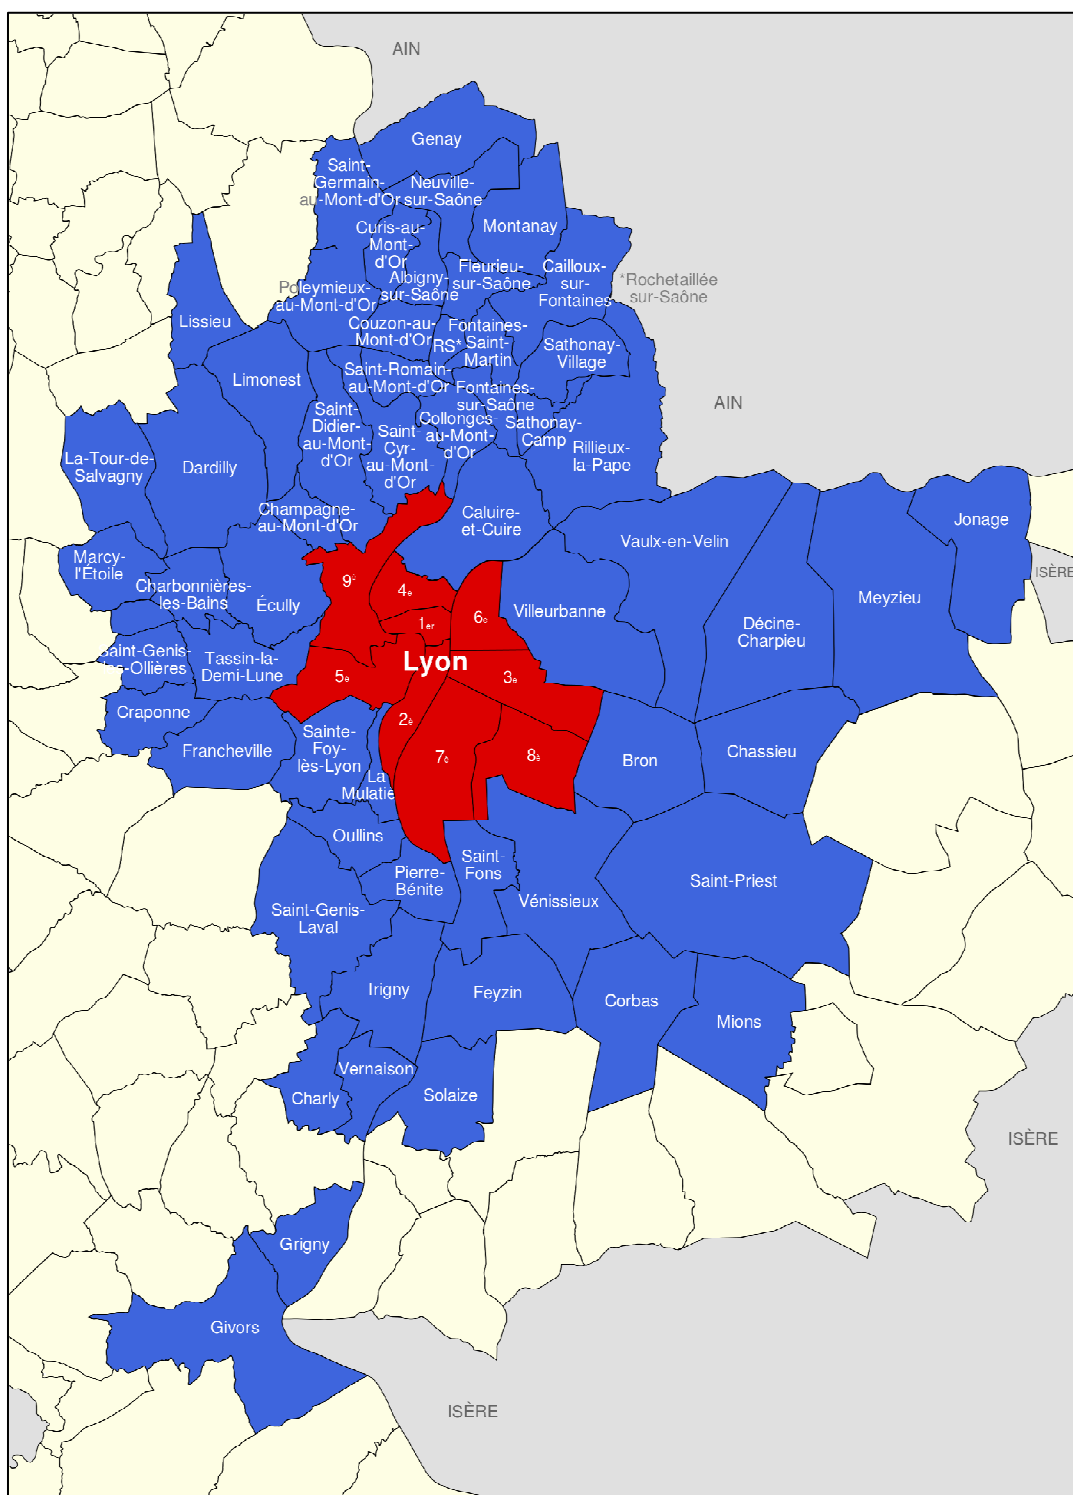 AIN
Genay
Saint-
Germain-
au-Mont-d'Or
Neuville-
sur-Saône
Montanay
Curis-au-
Mont-
d'Or
Albigny-
sur-Saône
Fleurieu-
sur-Saône
Cailloux-
sur-
Fontaines
*Rochetaillée
sur-Saône
Poleymieux-
au-Mont-d'Or
Lissieu
Couzon-au-
Mont-d'Or
RS*
Fontaines-
Saint-
Martin
Sathonay-
Village
Limonest
Saint-Romain-
au-Mont-d'Or
Fontaines-
sur-Saône
AIN
Saint-
Didier-
au-Mont-
d'Or
Saint
Cyr-
au-Mont-
d'Or
Collonges-
au-Mont-
d'Or
Sathonay-
Camp
Rillieux-
la-Pape
La-Tour-de-
Salvagny
Dardilly
Champagne-
au-Mont-d'Or
Caluire-
et-Cuire
Vaulx-en-Velin
Jonage
Marcy-
l'Étoile
Charbonnières-
les-Bains
Écully
9è
4e
1er
6e
Villeurbanne
Meyzieu
ISÈRE
Décine-
Charpieu
Saint-Genis-
les-Ollières
Tassin-la-
Demi-Lune
Lyon
5e
3e
Craponne
Francheville
Sainte-
Foy-
lès-Lyon
2è
7è
8è
Bron
Chassieu
La
Mulatie
Oullins
Pierre-
Bénite
Saint-
Fons
Vénissieux
Saint-Priest
Saint-Genis-
Laval
Irigny
Feyzin
Corbas
Mions
Vernaison
Charly
Solaize
ISÈRE
Grigny
Givors
ISÈRE